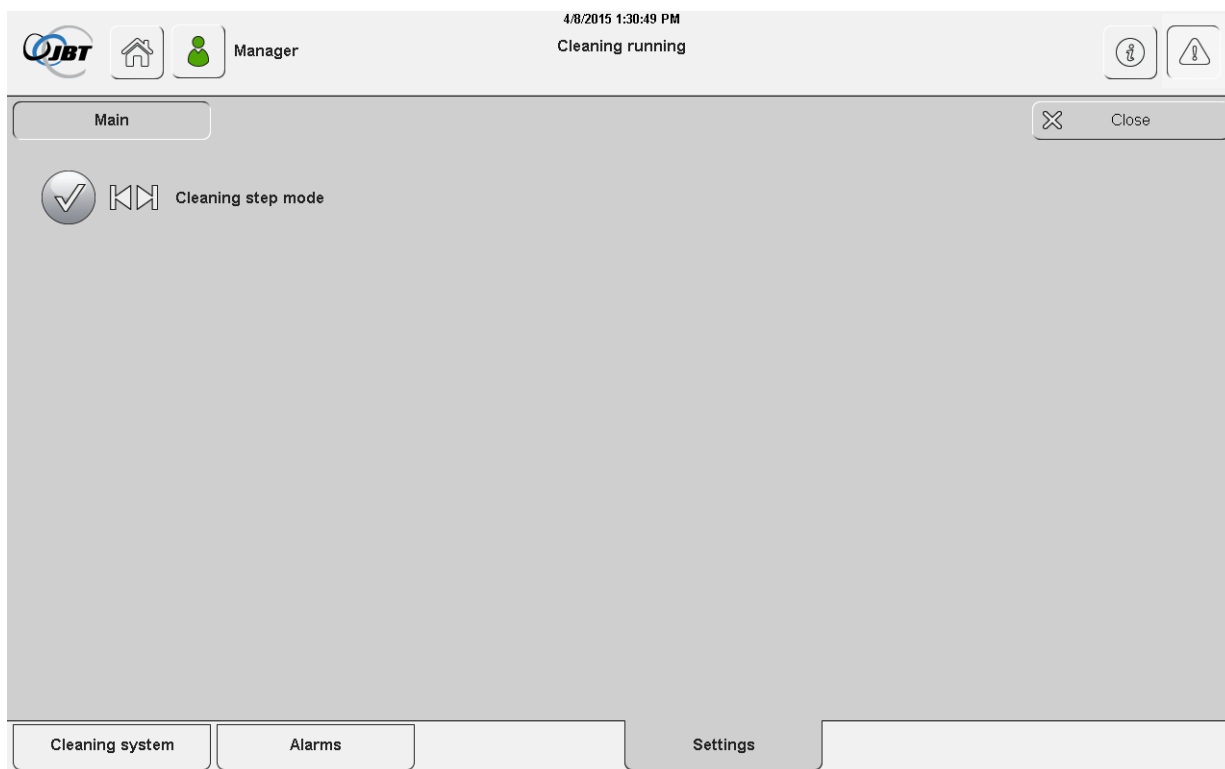 4/8/2015 1:30:49 PM
JBT
Manager
Cleaning running
Main
Close
Cleaning step mode
Cleaning system
Alarms
Settings